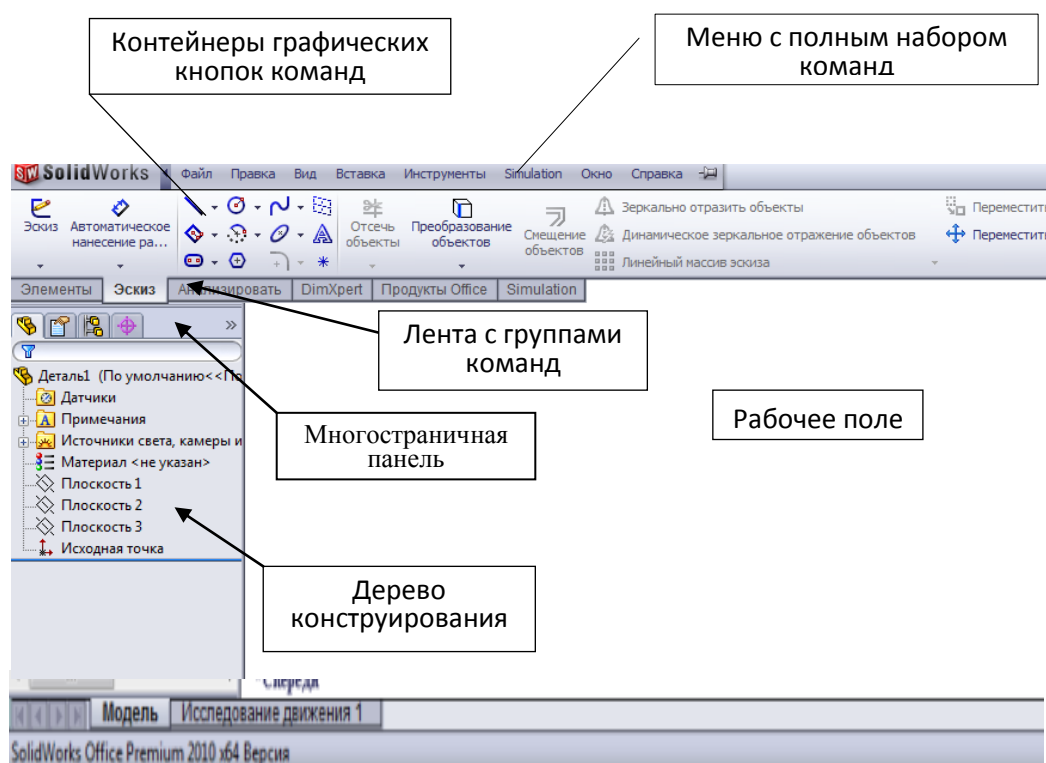 Контейнеры графических
кнопок команд
Меню с полным набором
команд
SolidWorks Файл Правка Вид Вставка Инструменты Simulation Окно Справка
Эскиз
Автоматическое
нанесение ра...
Отсечь
объекты
Преобразование
объектов
Смещение
объектов
Зеркально отразить объекты
Динамическое зеркальное отражение объектов
Линейный массив эскиза
Переместит
Переместит
Элементы Эскиз Анализировать DimXpert Продукты Office Simulation
Лента с группами
команд
Деталь1 (По умолчанию<<По
Датчики
Примечания
Источники света, камеры и
Материал <не указан>
Плоскость 1
Плоскость 2
Плоскость 3
Исходная точка
Многостраничная
панель
Рабочее поле
Дерево
конструирования
Спереди
Модель Исследование движения 1
SolidWorks Office Premium 2010 x64 Версия